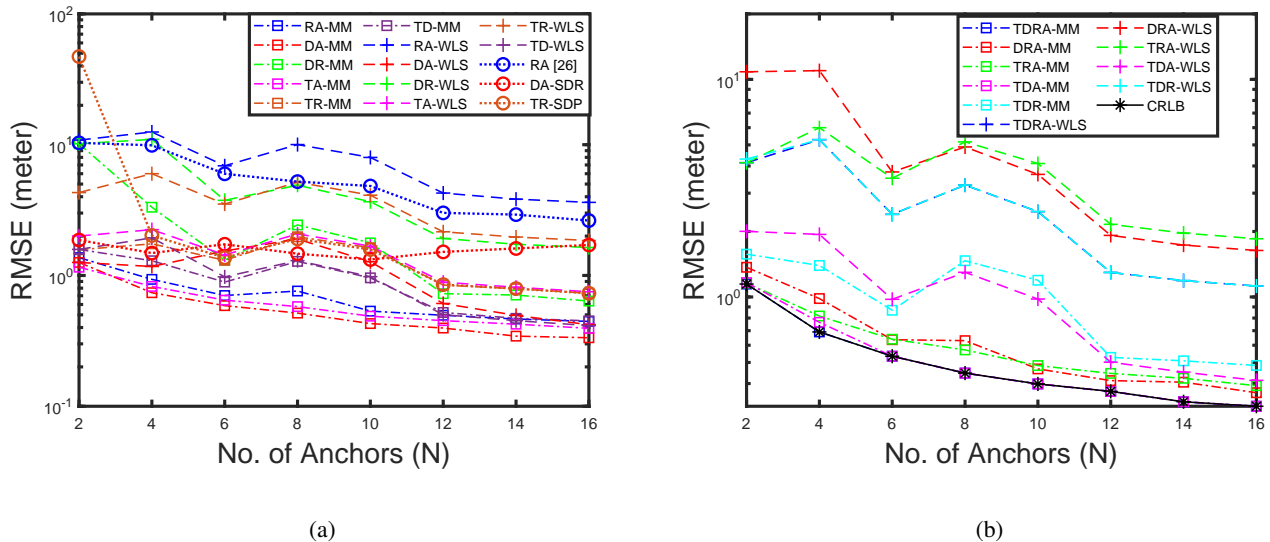 10^2
10^1
10^0
10^-1
RMSE (meter)
2 4 6 8 10 12 14 16
No. of Anchors (N)
RA-MM
DA-MM
DR-MM
TA-MM
TR-MM
TD-MM
RA-WLS
DA-WLS
DR-WLS
TA-WLS
TR-WLS
TD-WLS
RA [26]
DA-SDR
TR-SDP
(a)
10^1
10^0
RMSE (meter)
2 4 6 8 10 12 14 16
No. of Anchors (N)
TDRA-MM
DRA-MM
TRA-MM
TDA-MM
TDR-MM
TDRA-WLS
DRA-WLS
TRA-WLS
TDA-WLS
TDR-WLS
CRLB
(b)